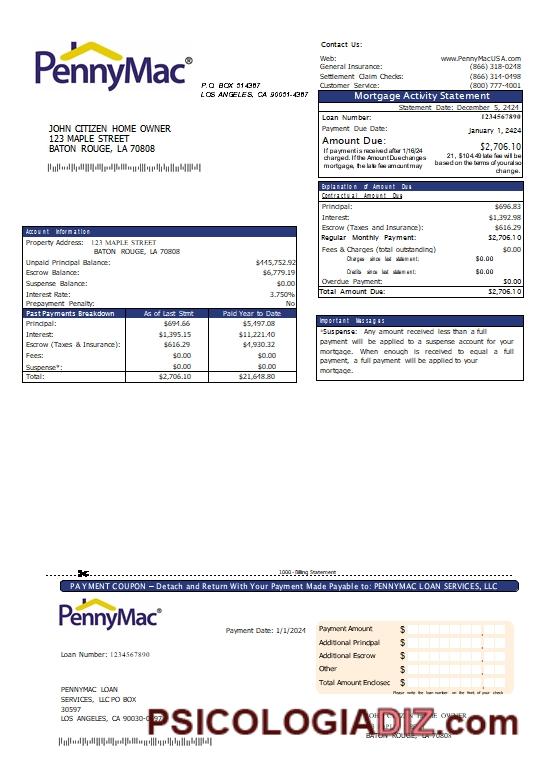 PennyMac®
P.O. BOX 514387
LOS ANGELES, CA 90051-4387
Contact Us:
Web: www.PennyMacUSA.com
General Insurance: (866) 318-0248
Settlement Claim Checks: (866) 314-0498
Customer Service: (800) 777-4001
JOHN CITIZEN HOME OWNER
123 MAPLE STREET
BATON ROUGE, LA 70808
Mortgage Activity Statement
Statement Date: December 5, 2424
Loan Number: 1234567890
Payment Due Date: January 1, 2424
Amount Due: $2,706.10
If payment is received after 1/16/24 21, $104.49 late fee will be
charged. If the Amount Due changes based on the terms of your also
mortgage, the late fee amount may change.
Explanation of Amount Due
Contractual Amount Due
Principal: $696.83
Interest: $1,392.98
Escrow (Taxes and Insurance): $616.29
Regular Monthly Payment: $2,706.10
Fees & Charges (total outstanding)
Charges since last statement: $0.00
Credits since last statement: $0.00
Overdue Payment: $0.00
Total Amount Due: $2,706.10
Account Information
Property Address: 123 MAPLE STREET
BATON ROUGE, LA 70808
Unpaid Principal Balance: $445,752.92
Escrow Balance: $6,779.19
Suspense Balance: $0.00
Interest Rate: 3.750%
Prepayment Penalty: No
Past Payments Breakdown As of Last Stmt Paid Year to Date
Principal: $694.66 $5,497.08
Interest: $1,395.15 $11,221.40
Escrow (Taxes & Insurance): $616.29 $4,930.32
Fees: $0.00 $0.00
Suspense*: $0.00 $0.00
Total: $2,706.10 $21,648.80
Important Messages
*Suspense: Any amount received less than a full
payment will be applied to a suspense account for your
mortgage. When enough is received to equal a full
payment, a full payment will be applied to your
mortgage.
1000 - Billing Statement
PAYMENT COUPON – Detach and Return With Your Payment Made Payable to: PENNYMAC LOAN SERVICES, LLC
PennyMac®
Payment Date: 1/1/2024
Loan Number: 1234567890
Payment Amount $
Additional Principal $
Additional Escrow $
Other $
Total Amount Enclosed $
Please write the loan number on the front of your check
PENNYMAC LOAN
SERVICES, LLC PO BOX
30597
LOS ANGELES, CA 90030-0597
JOHN CITIZEN HOME OWNER
BATON ROUGE, LA 70808
PSICOLOGIADIZ.com